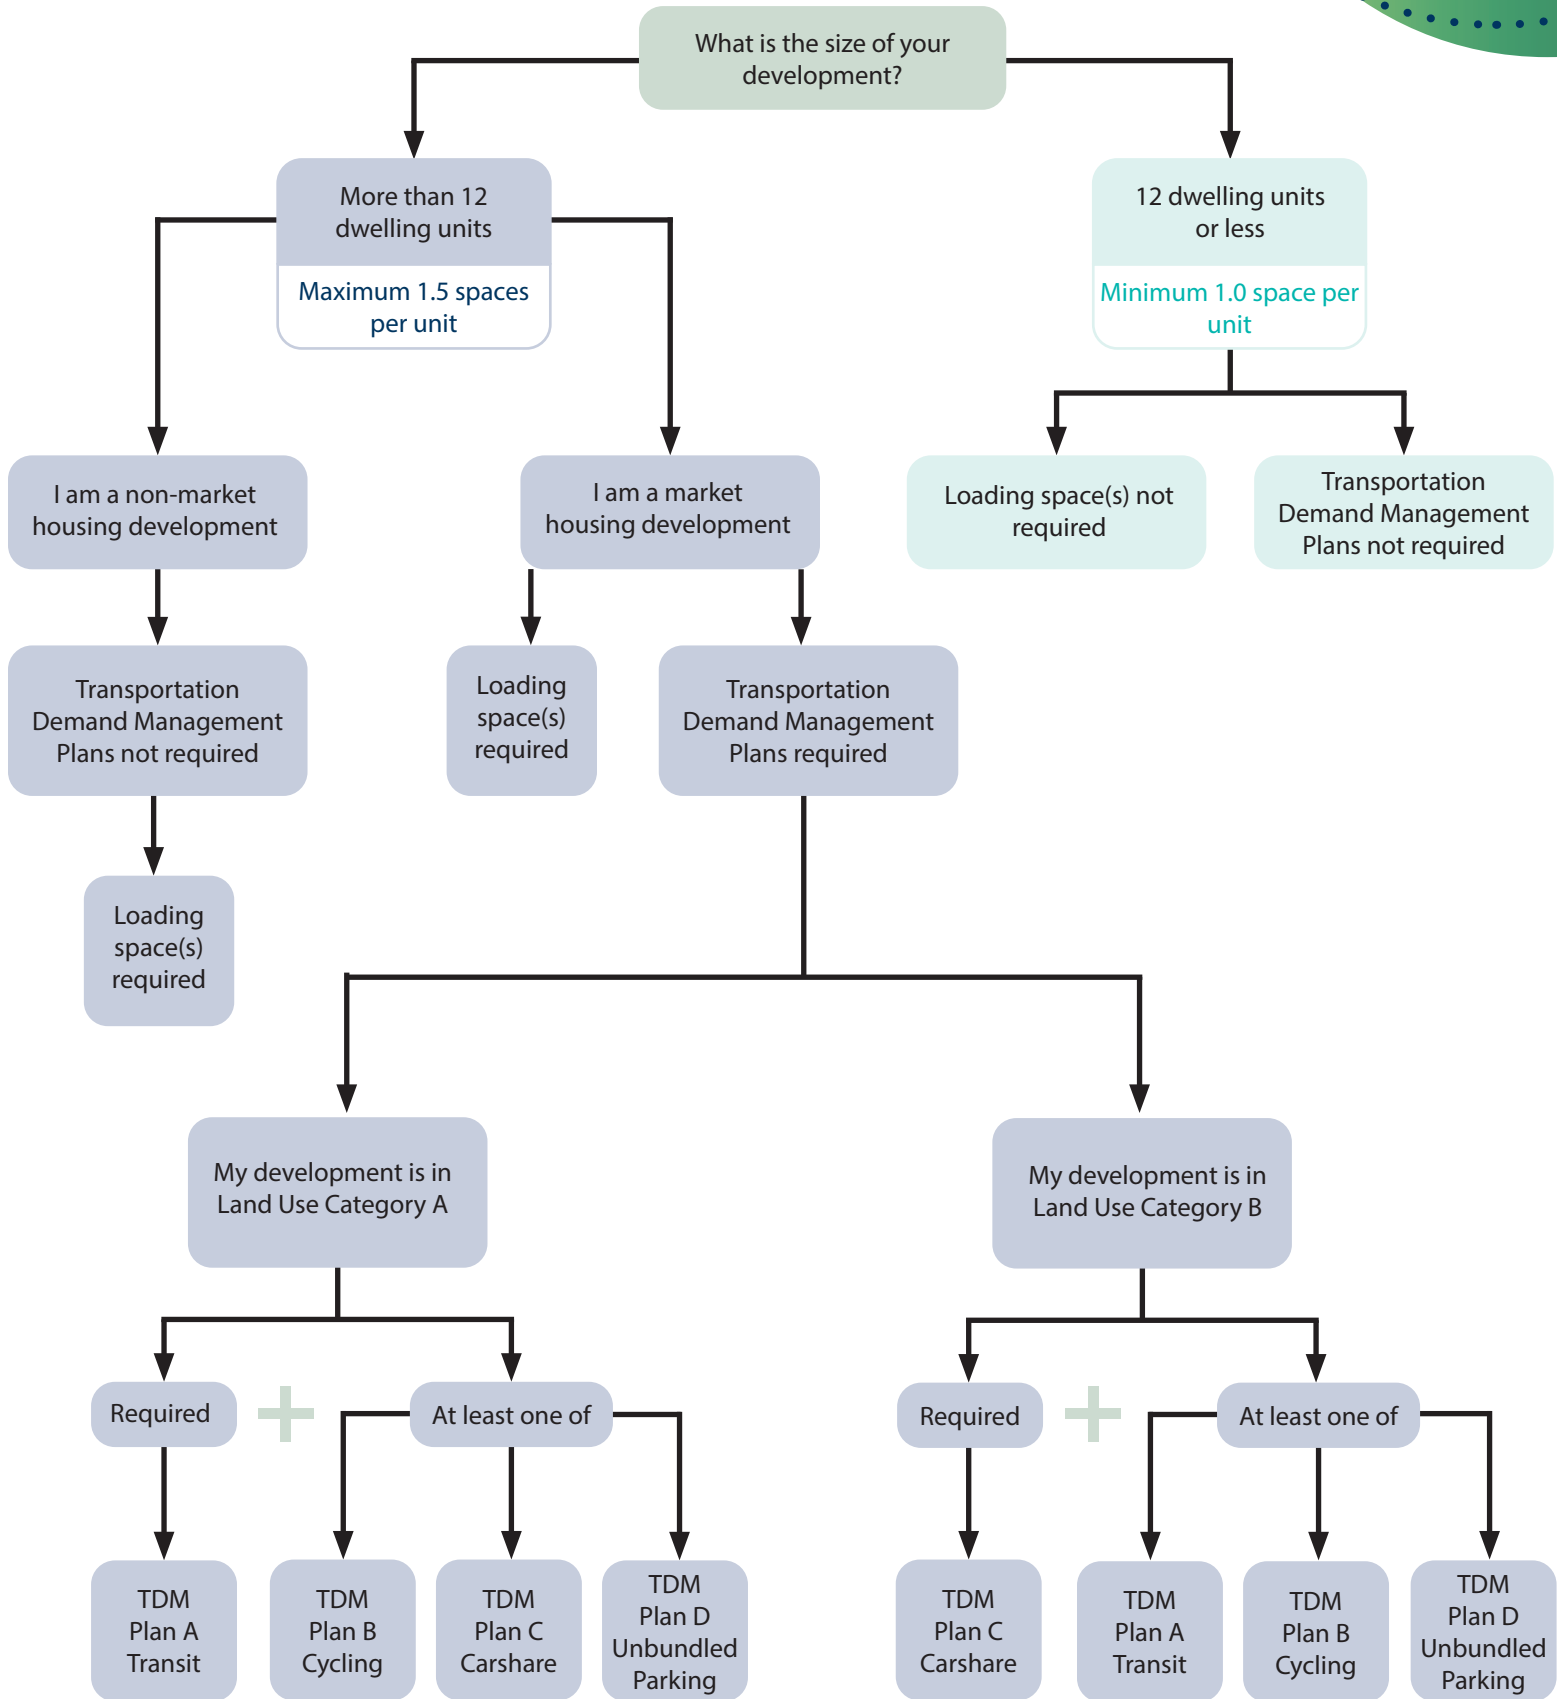 What is the size of your
development?
More than 12
dwelling units
Maximum 1.5 spaces
per unit
12 dwelling units
or less
Minimum 1.0 space per
unit
I am a non-market
housing development
I am a market
housing development
Loading space(s) not
required
Transportation
Demand Management
Plans not required
Transportation
Demand Management
Plans not required
Loading
space(s)
required
Transportation
Demand Management
Plans required
Loading
space(s)
required
My development is in
Land Use Category A
My development is in
Land Use Category B
Required
At least one of
Required
At least one of
TDM
Plan A
Transit
TDM
Plan B
Cycling
TDM
Plan C
Carshare
TDM
Plan D
Unbundled
Parking
TDM
Plan C
Carshare
TDM
Plan A
Transit
TDM
Plan B
Cycling
TDM
Plan D
Unbundled
Parking